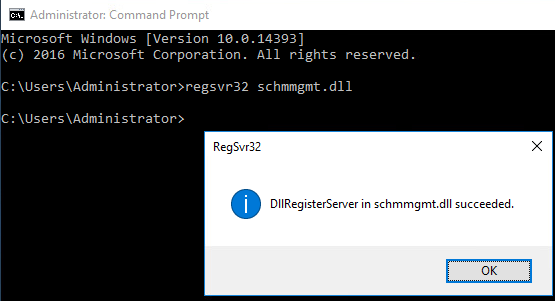 Administrator: Command Prompt
Microsoft Windows [Version 10.0.14393]
(c) 2016 Microsoft Corporation. All rights reserved.
C:\Users\Administrator>regsvr32 schmmgmt.dll
C:\Users\Administrator>
RegSvr32
DllRegisterServer in schmmgmt.dll succeeded.
OK